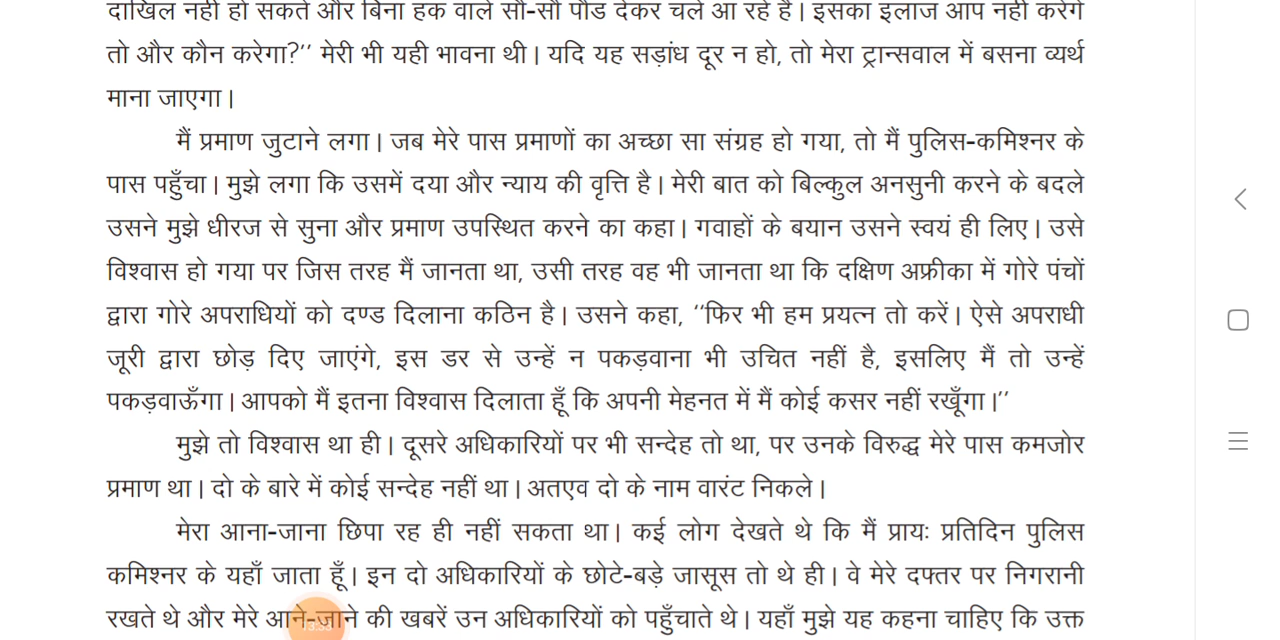 दाखिल नहीं हो सकते और बिना हक वाले सौ-सौ पौंड देकर चले आ रहे हैं। इसका इलाज आप नहीं करेंगे
तो और कौन करेगा?'' मेरी भी यही भावना थी। यदि यह सड़ांध दूर न हो, तो मेरा ट्रान्सवाल में बसना व्यर्थ
माना जाएगा।
मैं प्रमाण जुटाने लगा। जब मेरे पास प्रमाणों का अच्छा सा संग्रह हो गया, तो मैं पुलिस-कमिश्नर के
पास पहुँचा। मुझे लगा कि उसमें दया और न्याय की वृत्ति है। मेरी बात को बिल्कुल अनसुनी करने के बदले
उसने मुझे धीरज से सुना और प्रमाण उपस्थित करने का कहा। गवाहों के बयान उसने स्वयं ही लिए। उसे
विश्वास हो गया पर जिस तरह मैं जानता था, उसी तरह वह भी जानता था कि दक्षिण अफ्रीका में गोरे पंचों
द्वारा गोरे अपराधियों को दण्ड दिलाना कठिन है। उसने कहा, ''फिर भी हम प्रयत्न तो करें। ऐसे अपराधी
जूरी द्वारा छोड़ दिए जाएंगे, इस डर से उन्हें न पकड़वाना भी उचित नहीं है, इसलिए मैं तो उन्हें
पकड़वाऊँगा। आपको मैं इतना विश्वास दिलाता हूँ कि अपनी मेहनत में मैं कोई कसर नहीं रखूँगा।''
मुझे तो विश्वास था ही। दूसरे अधिकारियों पर भी सन्देह तो था, पर उनके विरुद्ध मेरे पास कमजोर
प्रमाण था। दो के बारे में कोई सन्देह नहीं था। अतएव दो के नाम वारंट निकले।
मेरा आना-जाना छिपा रह ही नहीं सकता था। कई लोग देखते थे कि मैं प्रायः प्रतिदिन पुलिस
कमिश्नर के यहाँ जाता हूँ। इन दो अधिकारियों के छोटे-बड़े जासूस तो थे ही। वे मेरे दफ्तर पर निगरानी
रखते थे और मेरे आने-जाने की खबरें उन अधिकारियों को पहुँचाते थे। यहाँ मुझे यह कहना चाहिए कि उक्त